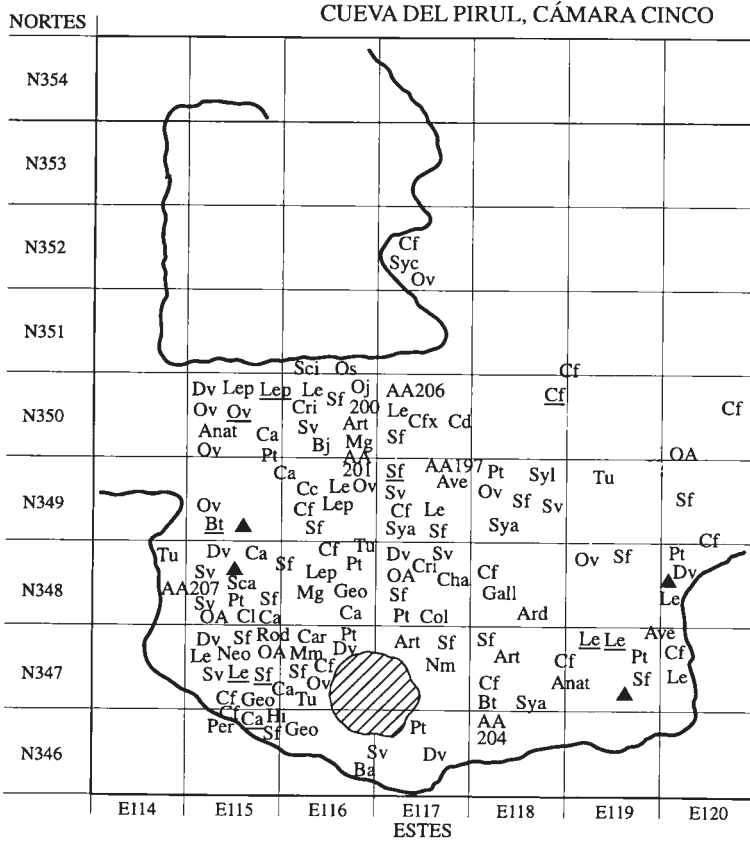 CUEVA DEL PIRUL, CÁMARA CINCO
NORTES
N354
N353
N352
Cf
Syc
Ov
N351
Sci Os Cf
N350
Dv Lep Lep Le Sf Oj AA206 Cf
Ov Ov Cri 200 Le Cfx Cd Cf
Anat Ca Sv Art Sf
Ov Pt Bj Mg OA
AA
N349
Ca 201 Sf AA197 Pt Syl Tu
Cc Le Ov Sv Ave Ov Sf Sv Sf
Ov Cf Lep Cf Le
Bt Sf Sya Sf Sya
N348
Tu Dv Ca Sf Cf Tu Dv Sv Ov Sf Pt Cf
Sv Lep Pt OA Cri Cha Cf Dv
AA207 Sca Mg Geo Sf Gall Le
Sv Pt Sf
OA Cl Ca Ca Pt Col Ard
N347
Dv Sf Rod Car Pt Art Sf Sf Le Le Ave
Le Neo OA Mm Dv Nm Art Cf Pt Cf
Sv Le Sf Sf Cf Cf Anat Sf Le
Cf Geo Ca Ov Tu Bt Sya
N346
Cf Ca Hi Pt AA
Per Sf Geo 204
Sv Dv
Ba
E114 E115 E116 E117 E118 E119 E120
ESTES